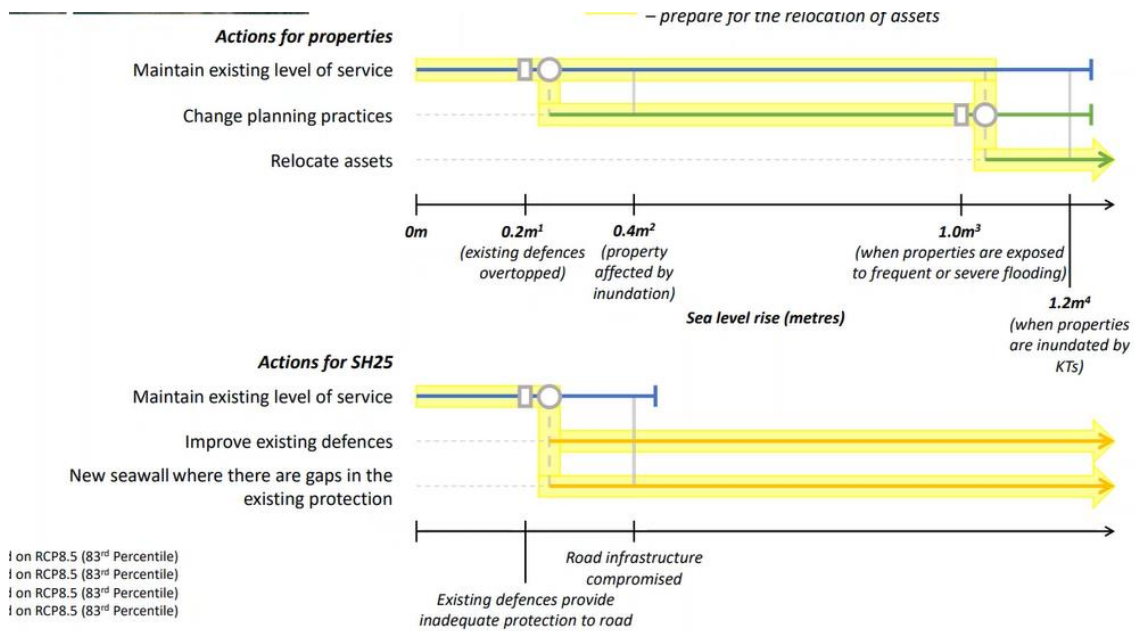 – prepare for the relocation of assets
Actions for properties
Maintain existing level of service
Change planning practices
Relocate assets
0m
0.2m¹
(existing defences
overtopped)
0.4m²
(property
affected by
inundation)
1.0m³
(when properties are exposed
to frequent or severe flooding)
1.2m⁴
(when properties
are inundated by
KTs)
Sea level rise (metres)
Actions for SH25
Maintain existing level of service
Improve existing defences
New seawall where there are gaps in the
existing protection
Road infrastructure
compromised
Existing defences provide
inadequate protection to road
on RCP8.5 (83rd Percentile)
on RCP8.5 (83rd Percentile)
on RCP8.5 (83rd Percentile)
on RCP8.5 (83rd Percentile)